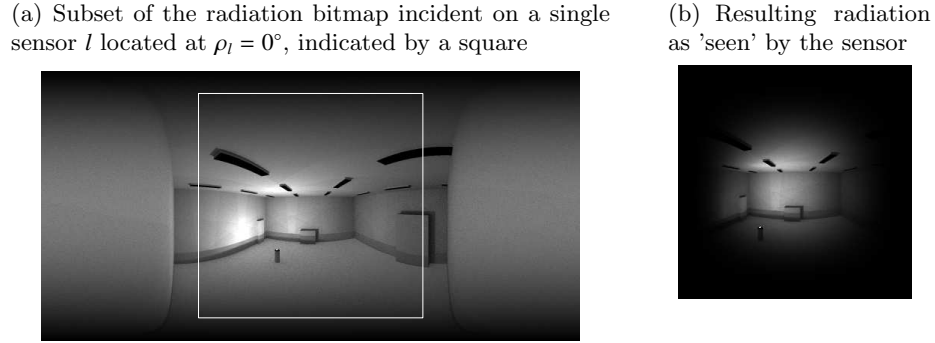 (a) Subset of the radiation bitmap incident on a single
sensor l located at ρl = 0°, indicated by a square
(b) Resulting radiation
as 'seen' by the sensor